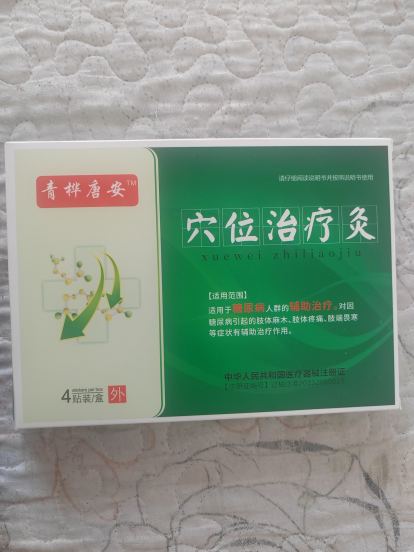 请仔细阅读说明书并按照说明书使用
青桦唐安™
穴位治疗灸
xuewei zhiliaojiu
【适用范围】
适用于糖尿病人群的辅助治疗。对因
糖尿病引起的肢体麻木、肢体疼痛、肢端畏寒
等症状有辅助治疗作用。
中华人民共和国医疗器械注册证
4贴装/盒
stickers per box
外